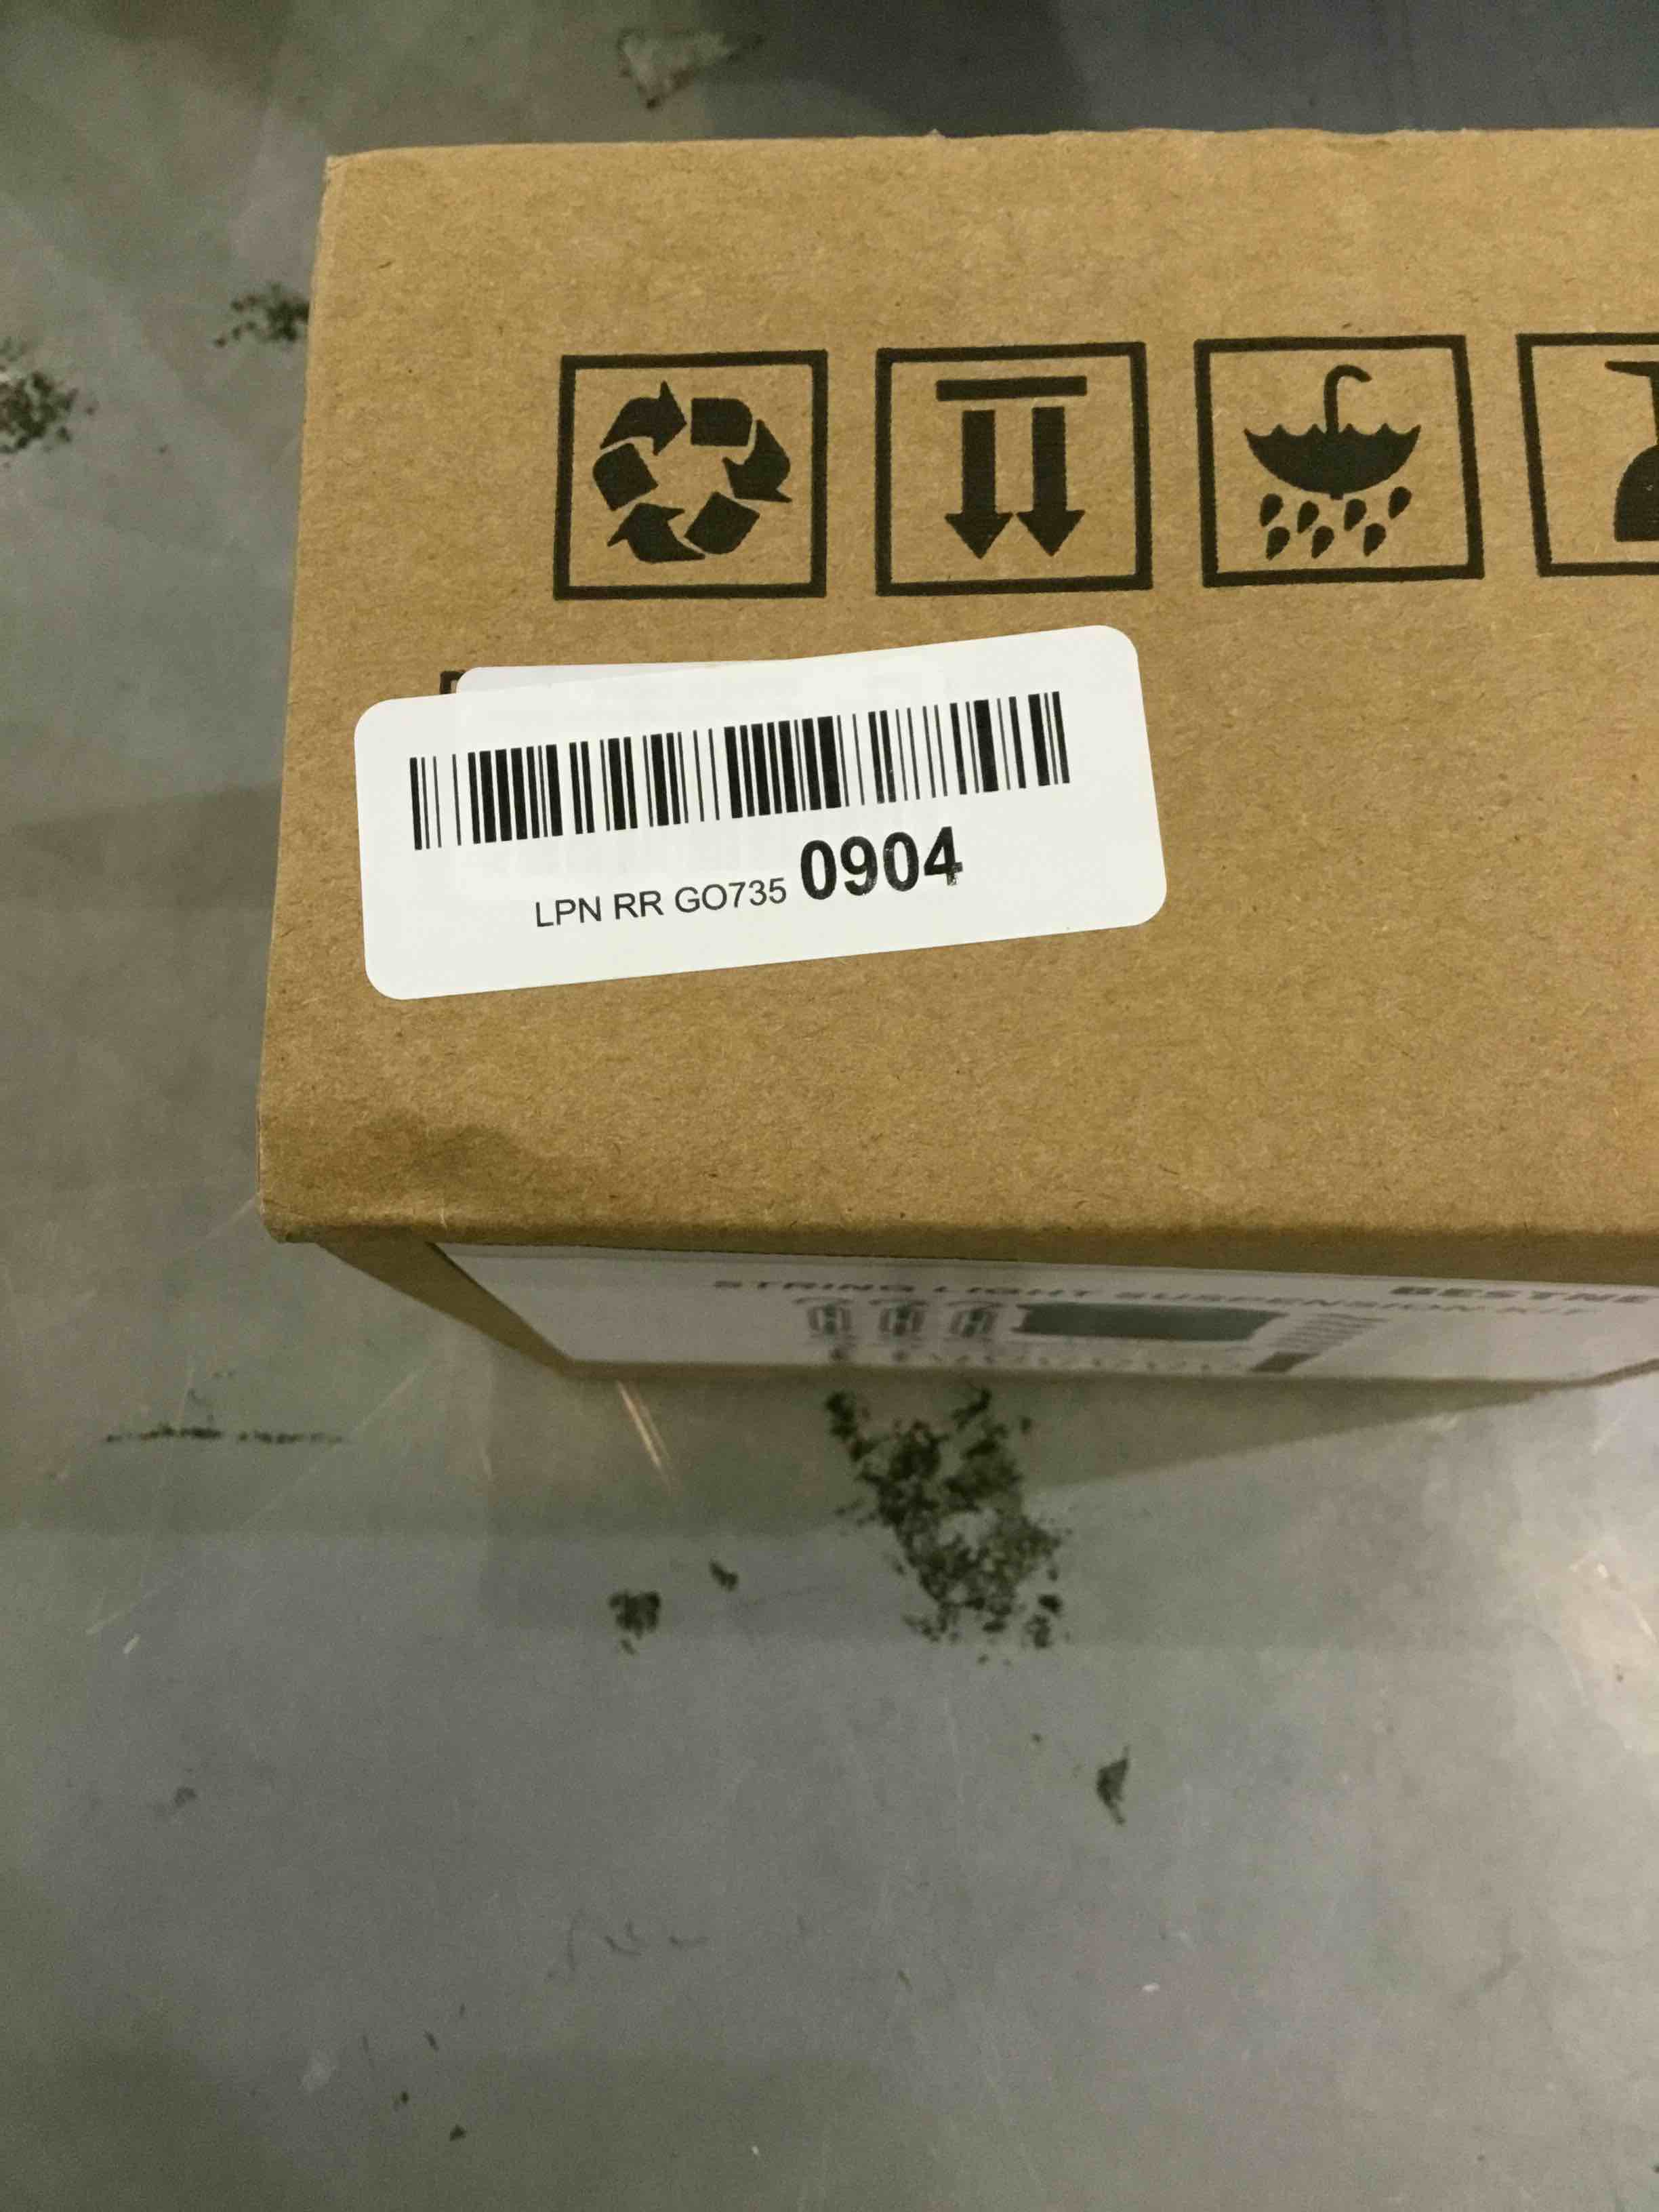 LPN RR GO735 0904
STRING LIGHT SUSPENSION KIT